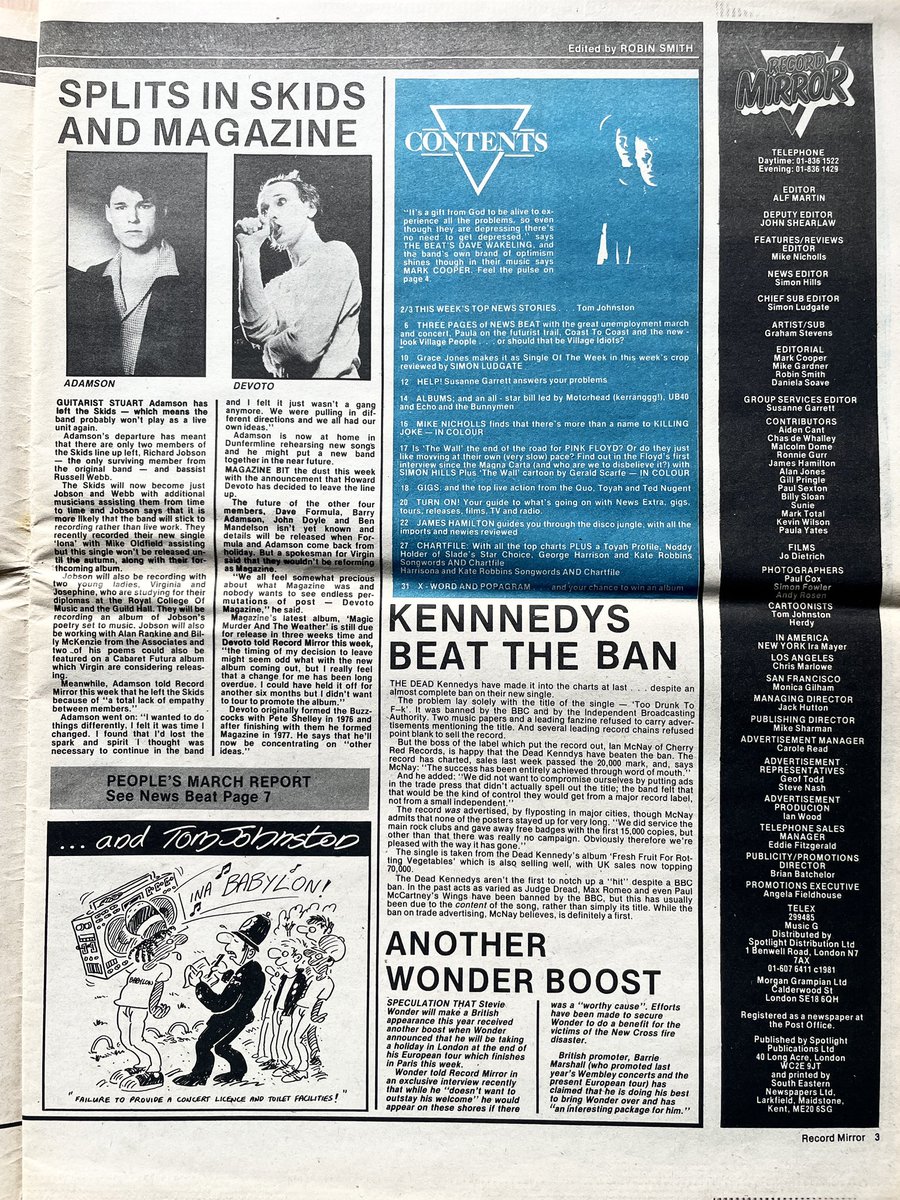 Edited by ROBIN SMITH
SPLITS IN SKIDS
AND MAGAZINE
ADAMSON
DEVOTO
GUITARIST STUART Adamson has
left the Skids — which means the
band probably won't play as a live
unit again.
Adamson's departure has meant
that there are only two members of
the Skids line up left, Richard Jobson
— the only surviving member from
the original band — and bassist
Russell Webb.
The Skids will now become just
Jobson and Webb with additional
musicians assisting them from time
to time and Jobson says that it is
more likely that the band will stick to
recording rather than live work. They
recently recorded their new single
'Iona' with Mike Oldfield assisting
but this single won't be released un-
til the autumn, along with their for-
thcoming album.
Jobson will also be recording with
two young ladies, Virginia and
Josephine, who are studying for their
diplomas at the Royal College Of
Music and the Guild Hall. They will be
recording an album of Jobson's
poetry set to music. Jobson will also
be working with Alan Rankine and Bil-
ly McKenzie from the Associates and
two of his poems could also be
featured on a Cabaret Futura album
which Virgin are considering releas-
ing.
Meanwhile, Adamson told Record
Mirror this week that he left the Skids
because of "a total lack of empathy
between members."
Adamson went on: "I wanted to do
things differently. I felt it was time I
changed. I found that I'd lost the
spark and spirit I thought was
necessary to continue in the band
and I felt it just wasn't a gang
anymore. We were pulling in dif-
ferent directions and we all had our
own ideas."
Adamson is now at home in
Dunfermline rehearsing new songs
and he might put a new band
together in the near future.
MAGAZINE BIT the dust this week
with the announcement that Howard
Devoto has decided to leave the line
up.
The future of the other four
members, Dave Formula, Barry
Adamson, John Doyle and Ben
Mandelson isn't yet known and
details will be released when For-
mula and Adamson come back from
holiday. But a spokesman for Virgin
said that they wouldn't be reforming
as Magazine.
"We all feel somewhat precious
about what Magazine was and
nobody wants to see endless per-
mutations of post — Devoto
Magazine," he said.
Magazine's latest album, 'Magic
Murder And The Weather' is still due
for release in three weeks time and
Devoto told Record Mirror this week,
"the timing of my decision to leave
might seem odd what with the new
album coming out, but I really feel
that a change for me has been long
overdue. I could have held it off for
another six months but I didn't want
to tour to promote the album."
Devoto originally formed the Buzz-
cocks with Pete Shelley in 1976 and
after finishing with them he formed
Magazine in 1977. He says that he'll
now be concentrating on "other
ideas."
PEOPLE'S MARCH REPORT
See News Beat Page 7
... and Tom Johnston
INA BABYLON!
BABYLON
"FAILURE TO PROVIDE A CONCERT LICENCE AND TOILET FACILITIES!"
CONTENTS
"It's a gift from God to be alive to ex-
perience all the problems, so even
though they are depressing there's
no need to get depressed," says
THE BEAT'S DAVE WAKELING, and
the band's own brand of optimism
shines though in their music says
MARK COOPER. Feel the pulse on
page 4.
2/3 THIS WEEK'S TOP NEWS STORIES . . . Tom Johnston
6 THREE PAGES of NEWS BEAT with the great unemployment march
and concert, Paula on the futurist trail, Coast To Coast and the new-
look Village People . . . or should that be Village Idiots?
10 Grace Jones makes it as Single Of The Week in this week's crop
reviewed by SIMON LUDGATE
12 HELP! Susanne Garrett answers your problems
14 ALBUMS; and an all - star bill led by Motorhead (kerranggg!), UB40
and Echo and the Bunnymen
16 MIKE NICHOLLS finds that there's more than a name to KILLING
JOKE — IN COLOUR
17 Is 'The Wall' the end of the road for PINK FLOYD? Or do they just
like moving at their own (very slow) pace? Find out in the Floyd's first
interview since the Magna Carta (and who are we to disbelieve it?) with
SIMON HILLS Plus 'The Wall' cartoon by Gerald Scarfe — IN COLOUR
18 GIGS: and the top live action from the Quo, Toyah and Ted Nugent
20 TURN ON! Your guide to what's going on with News Extra, gigs,
tours, releases, films, TV and radio.
22 JAMES HAMILTON guides you through the disco jungle, with all the
imports and newies reviewed
27 CHARTFILE: With all the top charts PLUS a Toyah Profile, Noddy
Holder of Slade's Star Choice, George Harrison and Kate Robbins
Songwords AND Chartfile
Harrisona and Kate Robbins Songwords AND Chartfile
31 X - WORD AND POPAGRAM . . . and your chance to win an album
KENNNEDYS
BEAT THE BAN
THE DEAD Kennedys have made it into the charts at last . . . despite an
almost complete ban on their new single.
The problem lay solely with the title of the single — 'Too Drunk To
F–k'. It was banned by the BBC and by the Independent Broadcasting
Authority. Two music papers and a leading fanzine refused to carry adver-
tisements mentioning the title. And several leading record chains refused
point blank to sell the record.
But the boss of the label which put the record out, Ian McNay of Cherry
Red Records, is happy that the Dead Kenndys have beaten the ban. The
record has charted, sales last week passed the 20,000 mark, and, says
McNay: "The success has been entirely achieved through word of mouth."
And he added: "We did not want to compromise ourselves by putting ads
in the trade press that didn't actually spell out the title; the band felt that
that would be the kind of control they would get from a major record label,
not from a small independent."
The record was advertised, by flyposting in major cities, though McNay
admits that none of the posters stayed up for very long. "We did service the
main rock clubs and gave away free badges with the first 15,000 copies, but
other than that there was really no campaign. Obviously therefore we're
pleased with the way it has gone."
The single is taken from the Dead Kennedy's album 'Fresh Fruit For Rot-
ting Vegetables' which is also selling well, with UK sales now topping
70,000.
The Dead Kennedys aren't the first to notch up a "hit" despite a BBC
ban. In the past acts as varied as Judge Dread, Max Romeo and even Paul
McCartney's Wings have been banned by the BBC, but this has usually
been due to the content of the song, rather than simply its title. While the
ban on trade advertising, McNay believes, is definitely a first.
ANOTHER
WONDER BOOST
SPECULATION THAT Stevie
Wonder will make a British
appearance this year received
another boost when Wonder
announced that he will be taking
a holiday in London at the end of
his European tour which finishes
in Paris this week.
Wonder told Record Mirror in
an exclusive interview recently
that while he "doesn't want to
outstay his welcome" he would
appear on these shores if there
was a "worthy cause". Efforts
have been made to secure
Wonder to do a benefit for the
victims of the New Cross fire
disaster.
British promoter, Barrie
Marshall (who promoted last
year's Wembley concerts and the
present European tour) has
claimed that he is doing his best
to bring Wonder over and has
"an interesting package for him."
RECORD
MIRROR
TELEPHONE
Daytime: 01-836 1522
Evening: 01-836 1429
EDITOR
ALF MARTIN
DEPUTY EDITOR
JOHN SHEARLAW
FEATURES/REVIEWS
EDITOR
Mike Nicholls
NEWS EDITOR
Simon Hills
CHIEF SUB EDITOR
Simon Ludgate
ARTIST/SUB
Graham Stevens
EDITORIAL
Mark Cooper
Mike Gardner
Robin Smith
Daniela Soave
GROUP SERVICES EDITOR
Susanne Garrett
CONTRIBUTORS
Aiden Cant
Chas de Whalley
Malcolm Dome
Ronnie Gurr
James Hamilton
Alan Jones
Gill Pringle
Paul Sexton
Billy Sloan
Sunie
Mark Total
Kevin Wilson
Paula Yates
FILMS
Jo Dietrich
PHOTOGRAPHERS
Paul Cox
Simon Fowler
Andy Rosen
CARTOONISTS
Tom Johnston
Herdy
IN AMERICA
NEW YORK Ira Mayer
LOS ANGELES
Chris Marlowe
SAN FRANCISCO
Monica Gilham
MANAGING DIRECTOR
Jack Hutton
PUBLISHING DIRECTOR
Mike Sharman
ADVERTISEMENT MANAGER
Carole Read
ADVERTISEMENT
REPRESENTATIVES
Geof Todd
Steve Nash
ADVERTISEMENT
PRODUCION
Ian Wood
TELEPHONE SALES
MANAGER
Eddie Fitzgerald
PUBLICITY/PROMOTIONS
DIRECTOR
Brian Batchelor
PROMOTIONS EXECUTIVE
Angela Fieldhouse
TELEX
299485
Music G
Distributed by
Spotlight Distribution Ltd
1 Benwell Road, London N7
7AX
01-607 6411 c1981
Morgan Grampian Ltd
Calderwood St
London SE18 6QH
Registered as a newspaper at
the Post Office.
Published by Spotlight
Publications Ltd
40 Long Acre, London
WC2E 9JT
and printed by
South Eastern
Newspapers Ltd,
Larkfield, Maidstone,
Kent, ME20 6SG
Record Mirror 3